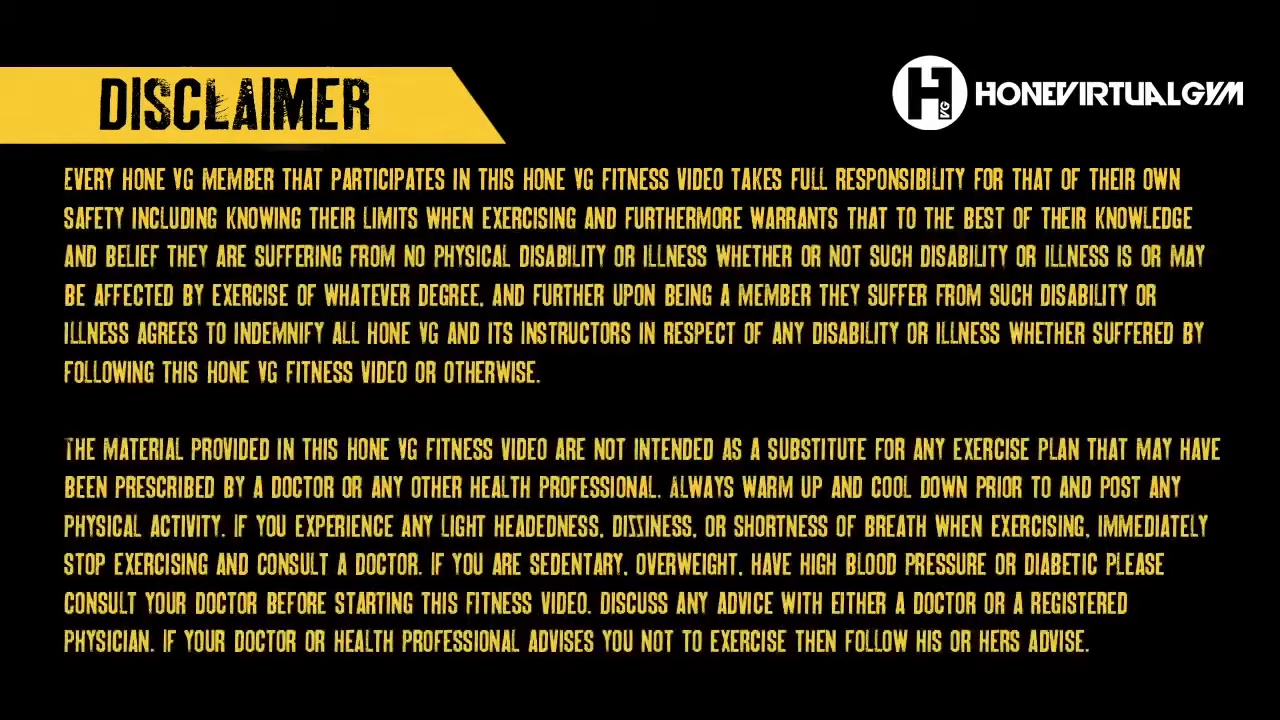 DISCLAIMER
H VG HONEVIRTUALGYM
EVERY HONE VG MEMBER THAT PARTICIPATES IN THIS HONE VG FITNESS VIDEO TAKES FULL RESPONSIBILITY FOR THAT OF THEIR OWN
SAFETY INCLUDING KNOWING THEIR LIMITS WHEN EXERCISING AND FURTHERMORE WARRANTS THAT TO THE BEST OF THEIR KNOWLEDGE
AND BELIEF THEY ARE SUFFERING FROM NO PHYSICAL DISABILITY OR ILLNESS WHETHER OR NOT SUCH DISABILITY OR ILLNESS IS OR MAY
BE AFFECTED BY EXERCISE OF WHATEVER DEGREE, AND FURTHER UPON BEING A MEMBER THEY SUFFER FROM SUCH DISABILITY OR
ILLNESS AGREES TO INDEMNIFY ALL HONE VG AND ITS INSTRUCTORS IN RESPECT OF ANY DISABILITY OR ILLNESS WHETHER SUFFERED BY
FOLLOWING THIS HONE VG FITNESS VIDEO OR OTHERWISE.
THE MATERIAL PROVIDED IN THIS HONE VG FITNESS VIDEO ARE NOT INTENDED AS A SUBSTITUTE FOR ANY EXERCISE PLAN THAT MAY HAVE
BEEN PRESCRIBED BY A DOCTOR OR ANY OTHER HEALTH PROFESSIONAL. ALWAYS WARM UP AND COOL DOWN PRIOR TO AND POST ANY
PHYSICAL ACTIVITY. IF YOU EXPERIENCE ANY LIGHT HEADEDNESS, DIZZINESS, OR SHORTNESS OF BREATH WHEN EXERCISING, IMMEDIATELY
STOP EXERCISING AND CONSULT A DOCTOR. IF YOU ARE SEDENTARY, OVERWEIGHT, HAVE HIGH BLOOD PRESSURE OR DIABETIC PLEASE
CONSULT YOUR DOCTOR BEFORE STARTING THIS FITNESS VIDEO. DISCUSS ANY ADVICE WITH EITHER A DOCTOR OR A REGISTERED
PHYSICIAN. IF YOUR DOCTOR OR HEALTH PROFESSIONAL ADVISES YOU NOT TO EXERCISE THEN FOLLOW HIS OR HERS ADVISE.